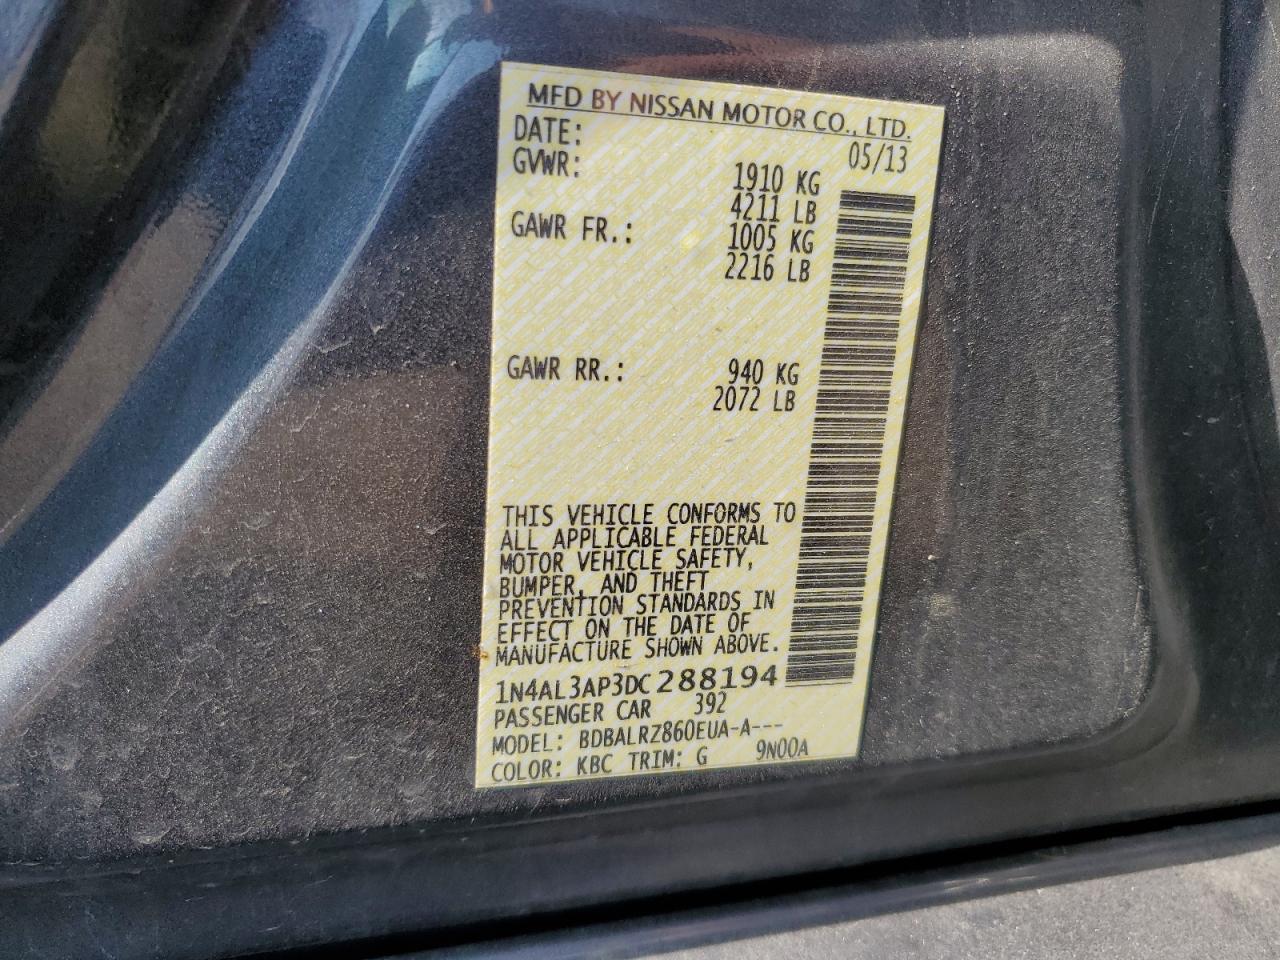 MFD BY NISSAN MOTOR CO., LTD.
DATE: 05/13
GVWR: 1910 KG
4211 LB
GAWR FR.: 1005 KG
2216 LB
GAWR RR.: 940 KG
2072 LB
THIS VEHICLE CONFORMS TO
ALL APPLICABLE FEDERAL
MOTOR VEHICLE SAFETY,
BUMPER, AND THEFT
PREVENTION STANDARDS IN
EFFECT ON THE DATE OF
MANUFACTURE SHOWN ABOVE.
1N4AL3AP3DC288194
PASSENGER CAR 392
MODEL: BDBALRZ860EUA-A---
COLOR: KBC TRIM: G 9N00A